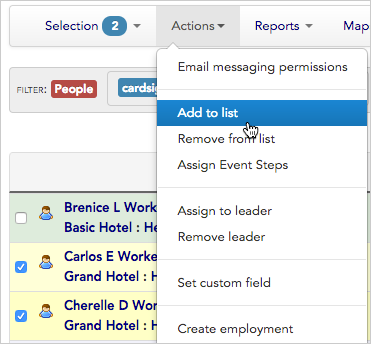 Selection 2 Actions Reports Map
Email messaging permissions
FILTER: People
Add to list
Remove from list
Assign Event Steps
Assign to leader
Remove leader
Set custom field
Create employment
Brenice L Worke
Basic Hotel : He
Carlos E Worke
Grand Hotel : H
Cherelle D Work
Grand Hotel : H